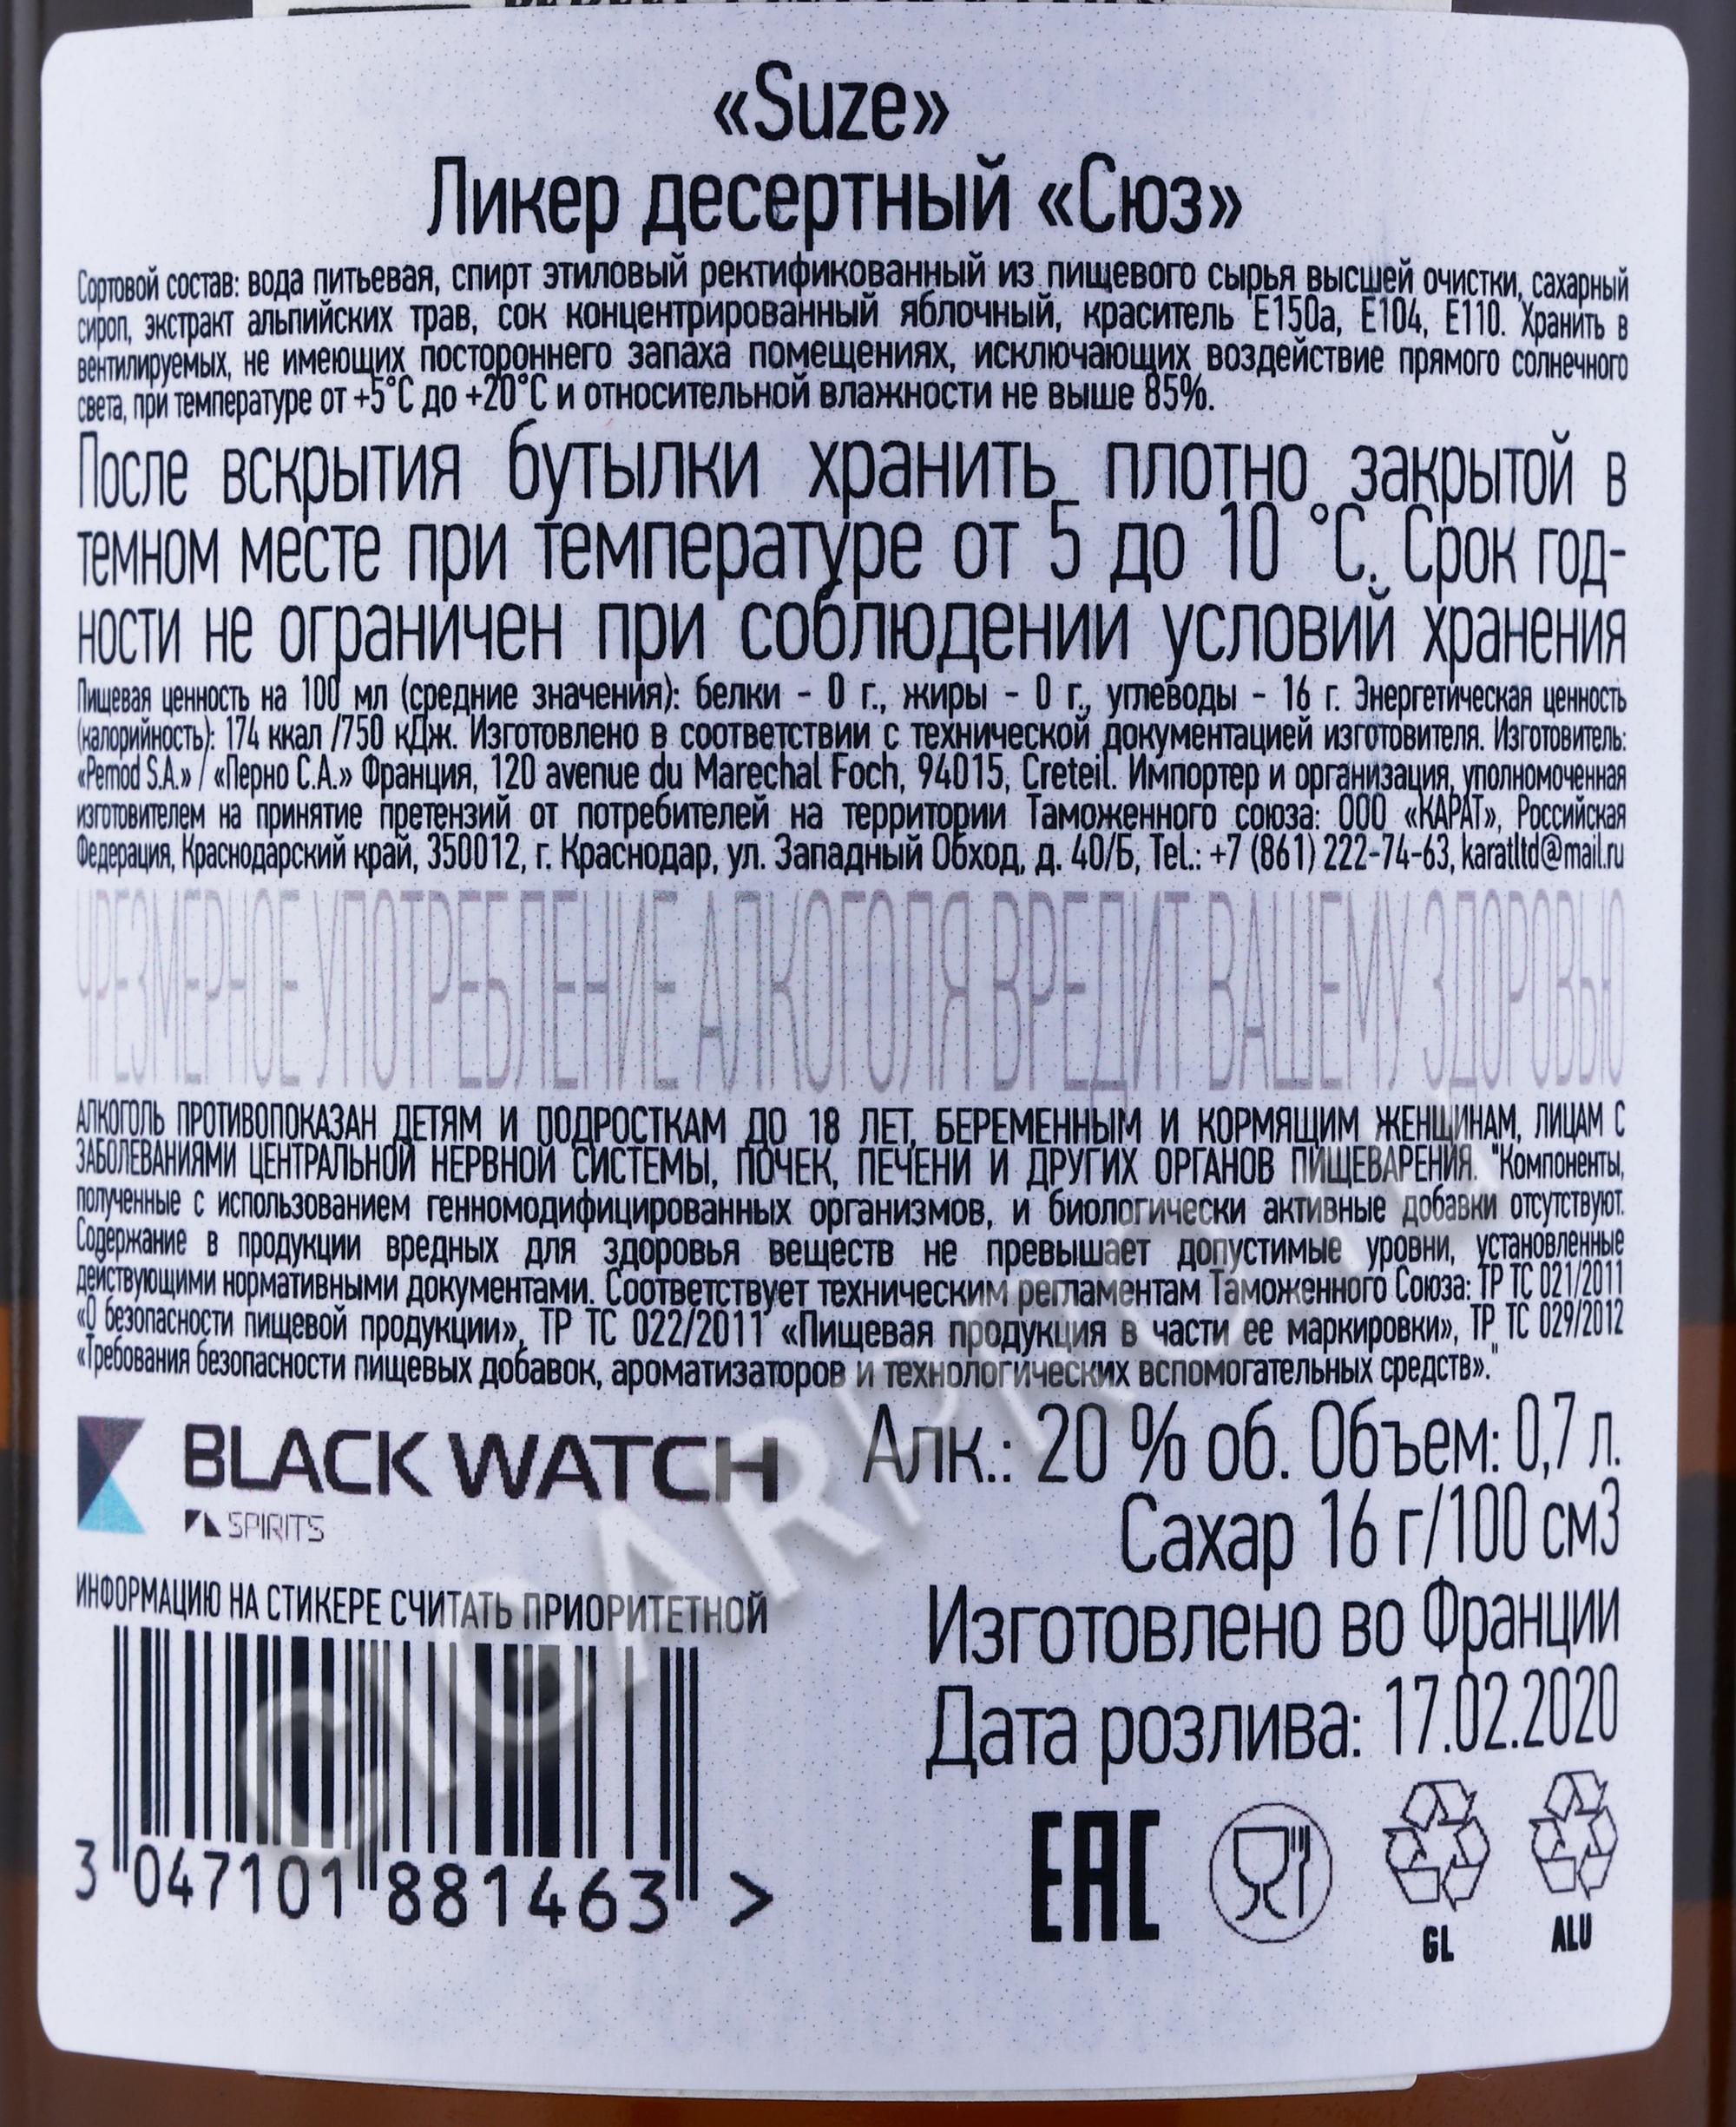 «Suze»
Ликер десертный «Сюз»
Сортовой состав: вода питьевая, спирт этиловый ректификованный из пищевого сырья высшей очистки, сахарный
сироп, экстракт альпийских трав, сок концентрированный яблочный, краситель Е150а, Е104, Е110. Хранить в
вентилируемых, не имеющих постороннего запаха помещениях, исключающих воздействие прямого солнечного
света, при температуре от +5°С до +20°С и относительной влажности не выше 85%.
После вскрытия бутылки хранить плотно закрытой в
темном месте при температуре от 5 до 10 °С. Срок год-
ности не ограничен при соблюдении условий хранения
Пищевая ценность на 100 мл (средние значения): белки - 0 г., жиры - 0 г., углеводы - 16 г. Энергетическая ценность
(калорийность): 174 ккал /750 кДж. Изготовлено в соответствии с технической документацией изготовителя. Изготовитель:
«Pernod S.A.» / «Перно С.А.» Франция, 120 avenue du Marechal Foch, 94015, Creteil. Импортер и организация, уполномоченная
изготовителем на принятие претензий от потребителей на территории Таможенного союза: ООО «КАРАТ», Российская
Федерация, Краснодарский край, 350012, г. Краснодар, ул. Западный Обход, д. 40/Б, Tel.: +7 (861) 222-74-63, karatltd@mail.ru
ЧРЕЗМЕРНОЕ УПОТРЕБЛЕНИЕ АЛКОГОЛЯ ВРЕДИТ ВАШЕМУ ЗДОРОВЬЮ
АЛКОГОЛЬ ПРОТИВОПОКАЗАН ДЕТЯМ И ПОДРОСТКАМ ДО 18 ЛЕТ, БЕРЕМЕННЫМ И КОРМЯЩИМ ЖЕНЩИНАМ, ЛИЦАМ С
ЗАБОЛЕВАНИЯМИ ЦЕНТРАЛЬНОЙ НЕРВНОЙ СИСТЕМЫ, ПОЧЕК, ПЕЧЕНИ И ДРУГИХ ОРГАНОВ ПИЩЕВАРЕНИЯ. "Компоненты,
полученные с использованием генномодифицированных организмов, и биологически активные добавки отсутствуют.
Содержание в продукции вредных для здоровья веществ не превышает допустимые уровни, установленные
действующими нормативными документами. Соответствует техническим регламентам Таможенного Союза: ТР ТС 021/2011
«О безопасности пищевой продукции», ТР ТС 022/2011 «Пищевая продукция в части ее маркировки», ТР ТС 029/2012
«Требования безопасности пищевых добавок, ароматизаторов и технологических вспомогательных средств»."
BLACK WATCH
SPIRITS
Алк.: 20 % об. Объем: 0,7 л.
Сахар 16 г/100 см3
Изготовлено во Франции
Дата розлива: 17.02.2020
ИНФОРМАЦИЮ НА СТИКЕРЕ СЧИТАТЬ ПРИОРИТЕТНОЙ
3 047101 881463 >
EAC
GL
ALU
CIGARPRO.RU